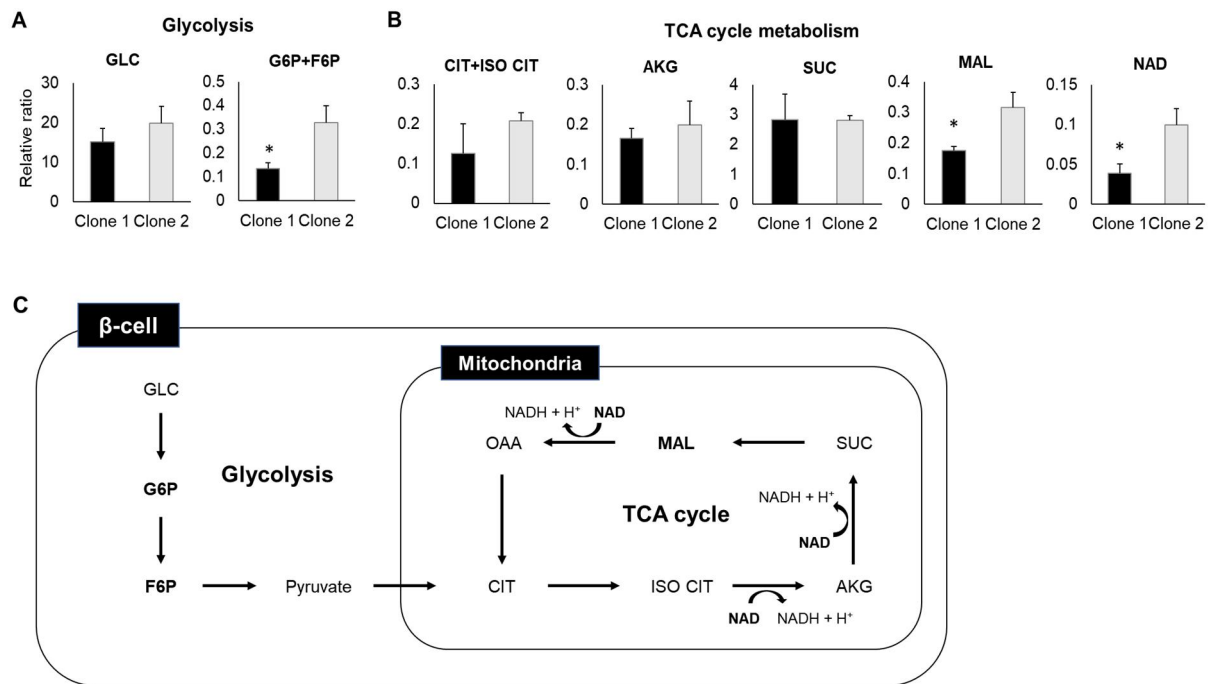 A
Glycolysis
GLC
G6P+F6P
Relative ratio
30
20
10
0
Clone 1 Clone 2
0.5
0.4
0.3
0.2
0.1
0
*
Clone 1 Clone 2
B
TCA cycle metabolism
CIT+ISO CIT
0.3
0.2
0.1
0
Clone 1 Clone 2
AKG
0.3
0.2
0.1
0
Clone 1 Clone 2
SUC
4
3
2
1
0
Clone 1 Clone 2
MAL
0.4
0.3
0.2
0.1
0
*
Clone 1 Clone 2
NAD
0.15
0.1
0.05
0
*
Clone 1 Clone 2
C
β-cell
Mitochondria
GLC
G6P
F6P
Glycolysis
Pyruvate
NADH + H⁺ NAD
OAA
MAL
SUC
TCA cycle
NADH + H⁺
NAD
CIT
ISO CIT
AKG
NAD NADH + H⁺